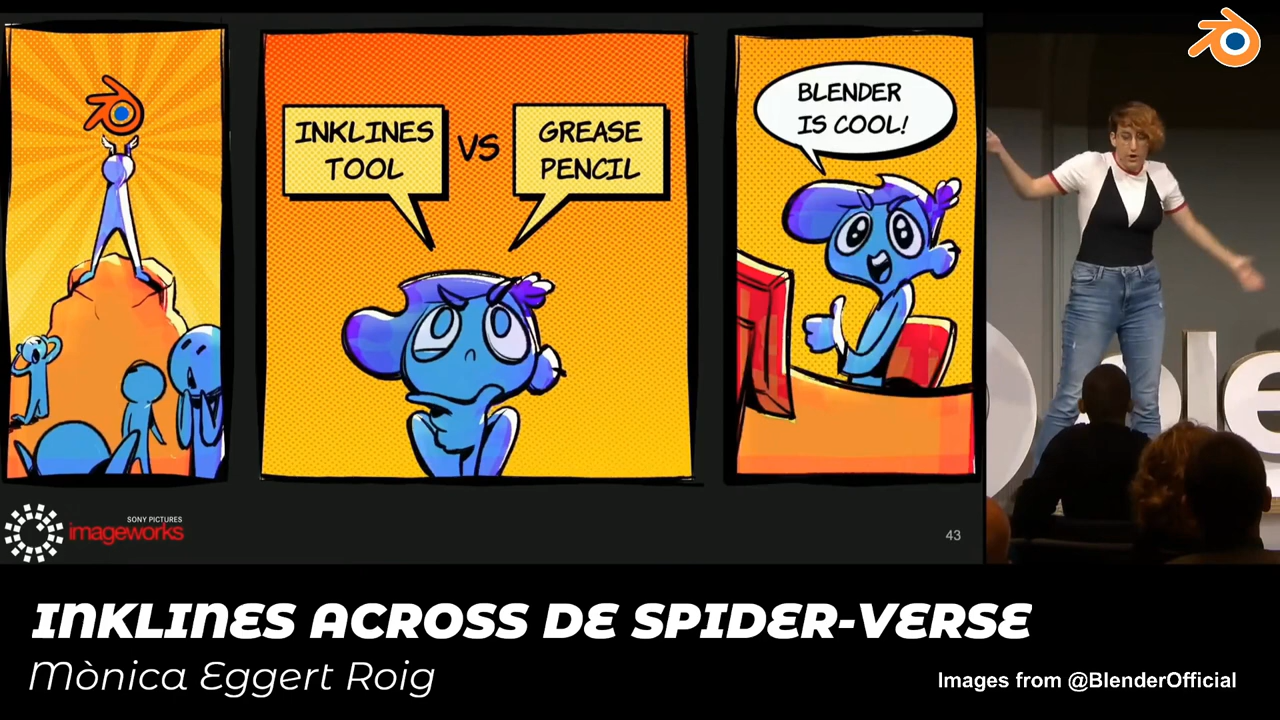 INKLINES
TOOL
VS
GREASE
PENCIL
BLENDER
IS COOL!
SONY PICTURES
imageworks
43
ble
INKLINES ACROSS DE SPIDER-VERSE
Mònica Eggert Roig
Images from @BlenderOfficial